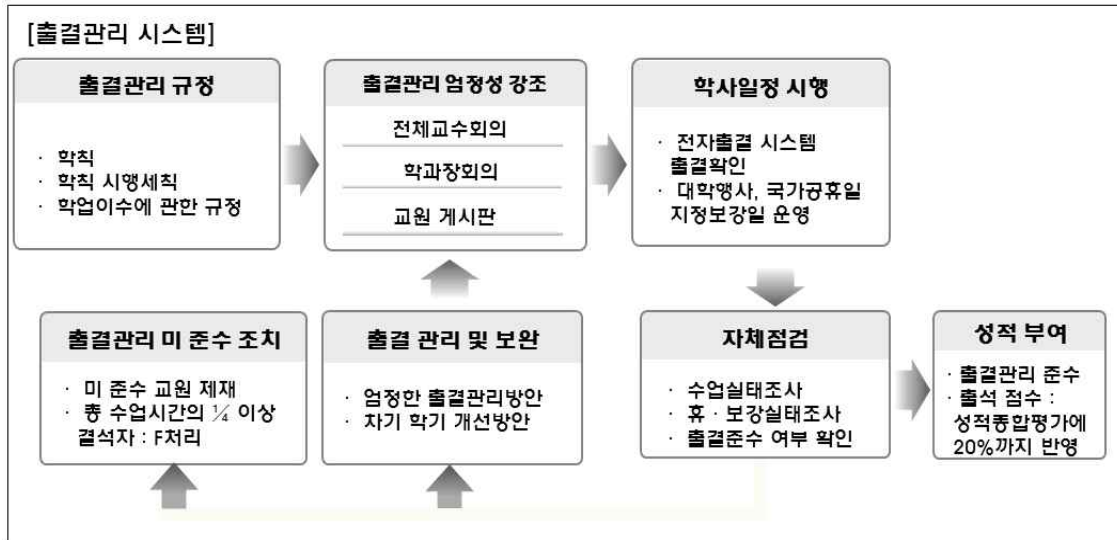 [출결관리 시스템]
출결관리 규정
· 학칙
· 학칙 시행세칙
· 학업이수에 관한 규정
출결관리 엄정성 강조
전체교수회의
학과장회의
교원 게시판
학사일정 시행
· 전자출결 시스템
출결확인
· 대학행사, 국가공휴일
지정보강일 운영
출결관리 미 준수 조치
· 미 준수 교원 제재
· 총 수업시간의 ¼ 이상
결석자 : F처리
출결 관리 및 보완
· 엄정한 출결관리방안
· 차기 학기 개선방안
자체점검
· 수업실태조사
· 휴 · 보강실태조사
· 출결준수 여부 확인
성적 부여
· 출결관리 준수
· 출석 점수 :
성적종합평가에
20%까지 반영